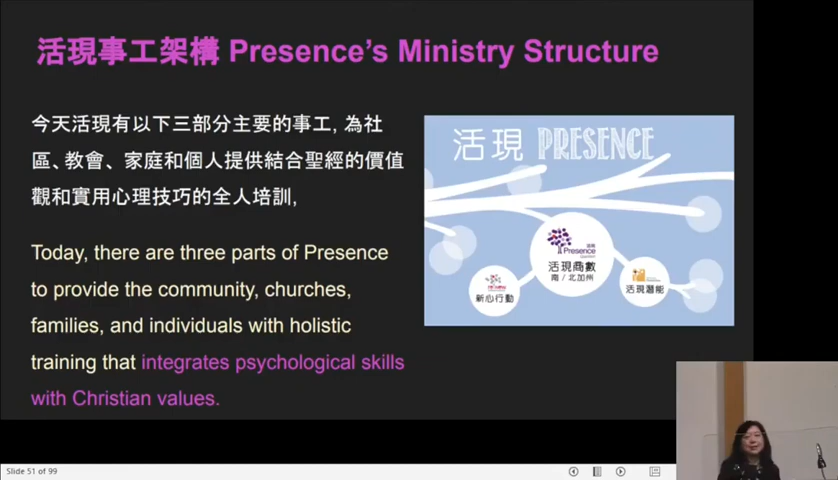 活現事工架構 Presence's Ministry Structure
今天活現有以下三部分主要的事工, 為社
區、教會、 家庭和個人提供結合聖經的價值
觀和實用心理技巧的全人培訓,
Today, there are three parts of Presence
to provide the community, churches,
families, and individuals with holistic
training that integrates psychological skills
with Christian values.
活現 PRESENCE
Presence
活現商數
南 / 北加州
新心行動
活現潛能
Slide 51 of 99